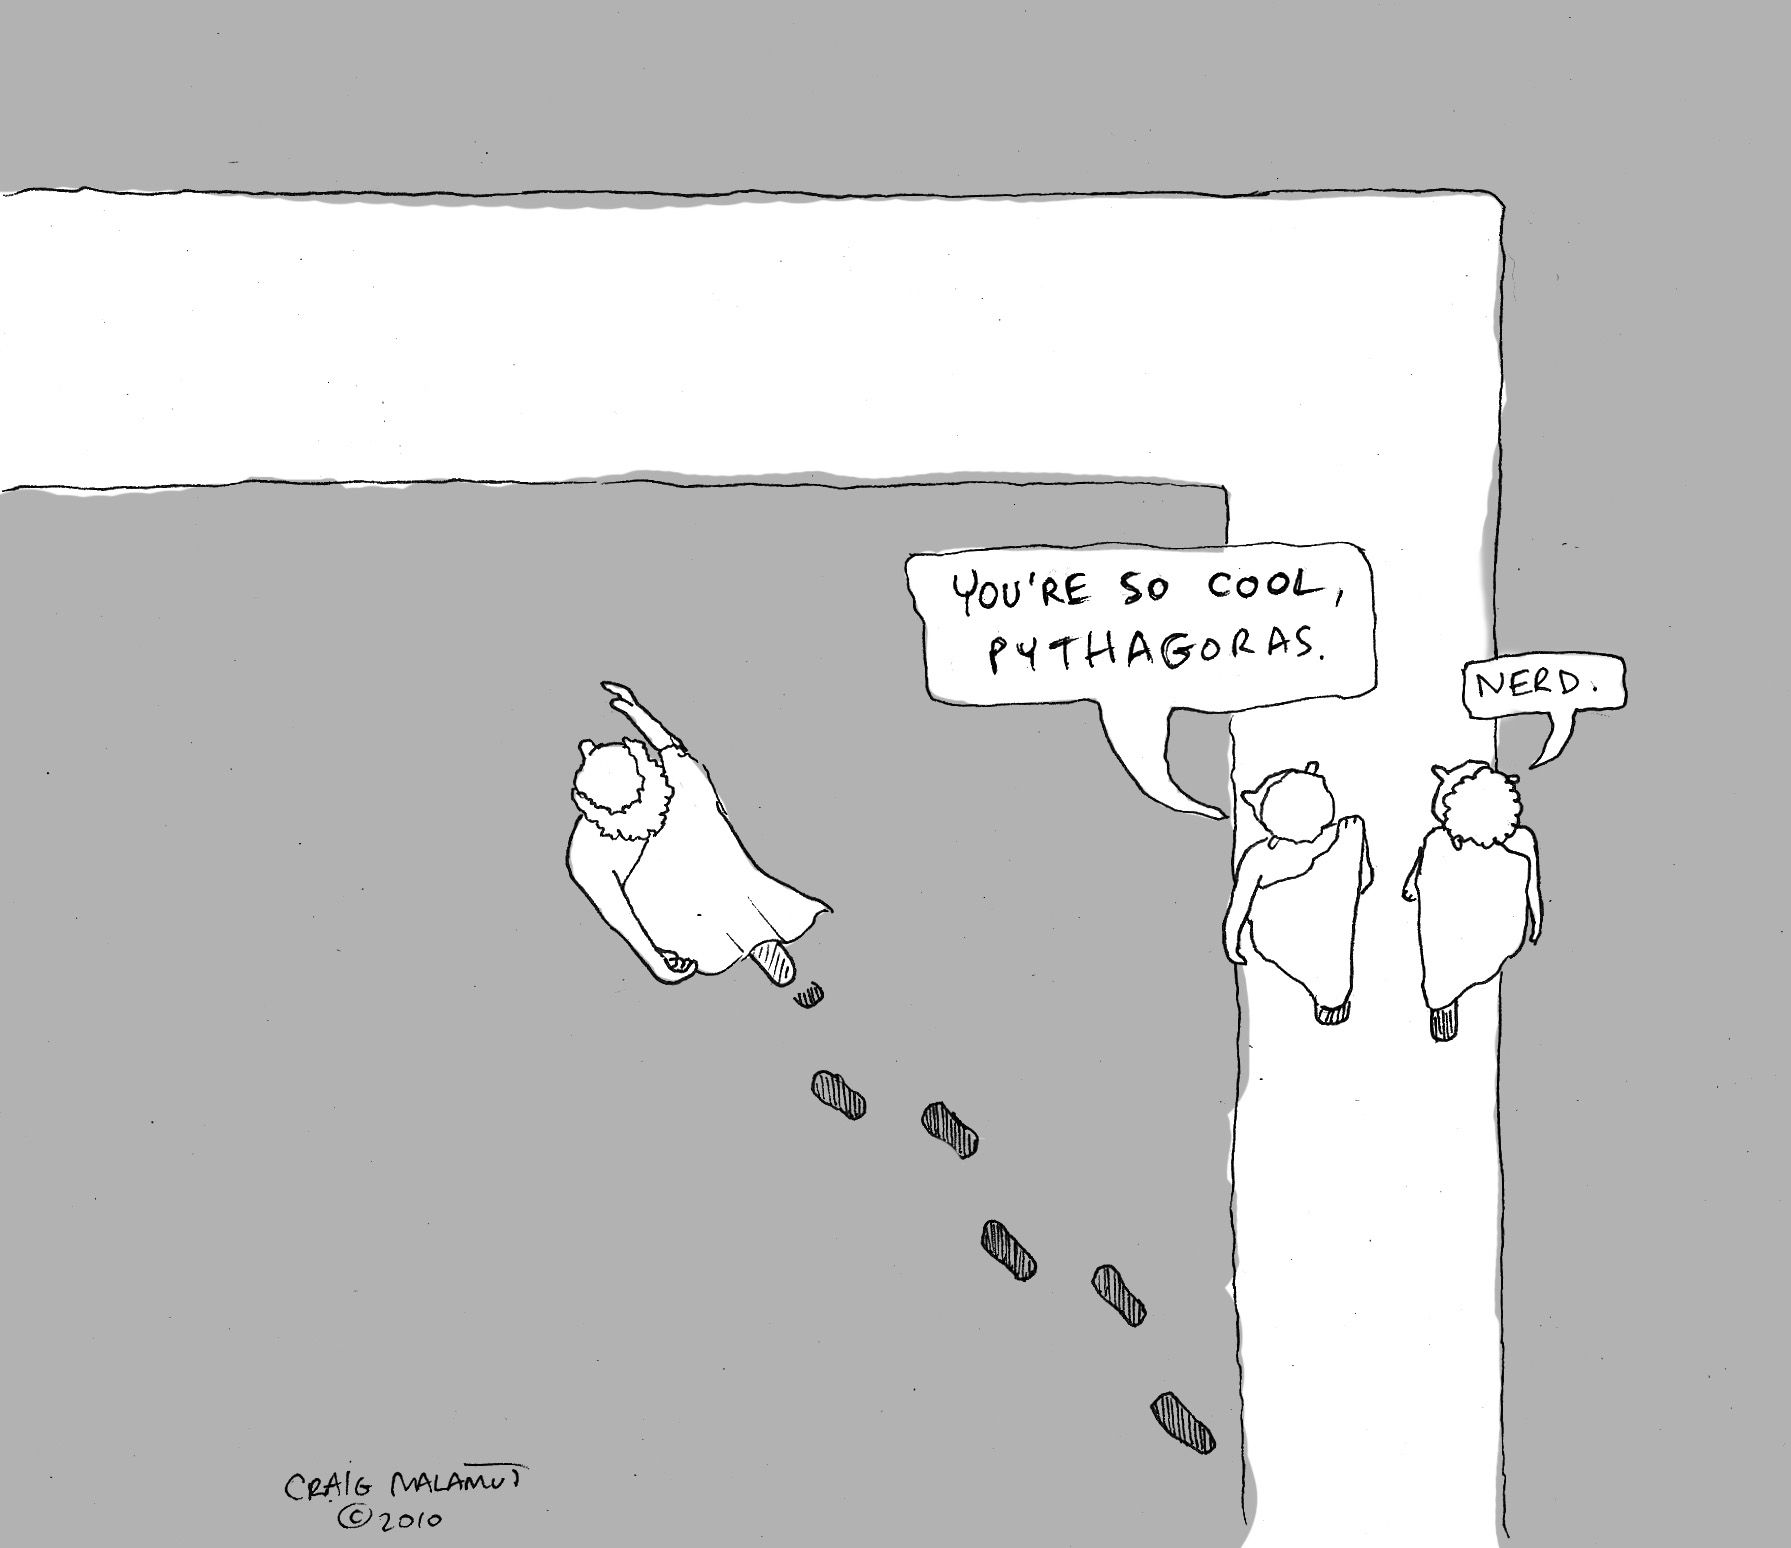 YOU'RE SO COOL,
PYTHAGORAS.
NERD.
CRAIG MALAMUT
© 2010